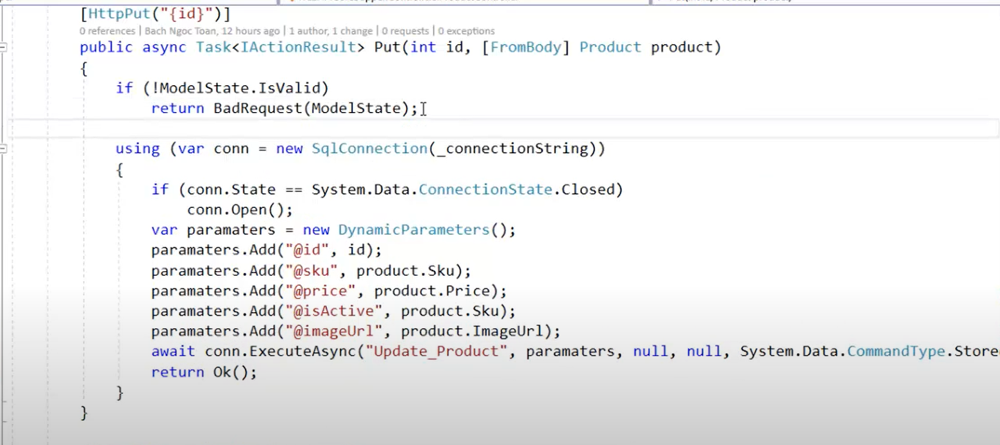 [HttpPut("{id}")]
0 references | Bach Ngoc Toan, 12 hours ago | 1 author, 1 change | 0 requests | 0 exceptions
public async Task<IActionResult> Put(int id, [FromBody] Product product)
{
if (!ModelState.IsValid)
return BadRequest(ModelState);
using (var conn = new SqlConnection(_connectionString))
{
if (conn.State == System.Data.ConnectionState.Closed)
conn.Open();
var paramaters = new DynamicParameters();
paramaters.Add("@id", id);
paramaters.Add("@sku", product.Sku);
paramaters.Add("@price", product.Price);
paramaters.Add("@isActive", product.Sku);
paramaters.Add("@imageUrl", product.ImageUrl);
await conn.ExecuteAsync("Update_Product", paramaters, null, null, System.Data.CommandType.Store
return Ok();
}
}